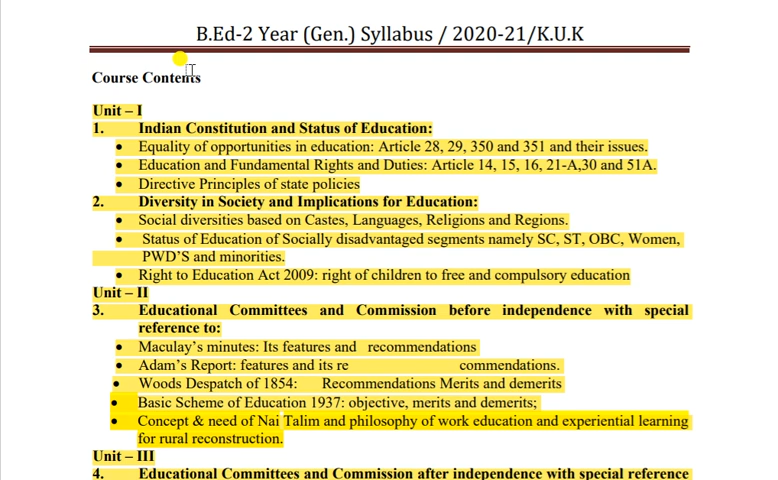 B.Ed-2 Year (Gen.) Syllabus / 2020-21/K.U.K
Course Contents
Unit – I
1. Indian Constitution and Status of Education:
• Equality of opportunities in education: Article 28, 29, 350 and 351 and their issues.
• Education and Fundamental Rights and Duties: Article 14, 15, 16, 21-A,30 and 51A.
• Directive Principles of state policies
2. Diversity in Society and Implications for Education:
• Social diversities based on Castes, Languages, Religions and Regions.
• Status of Education of Socially disadvantaged segments namely SC, ST, OBC, Women,
PWD'S and minorities.
• Right to Education Act 2009: right of children to free and compulsory education
Unit – II
3. Educational Committees and Commission before independence with special
reference to:
• Maculay's minutes: Its features and recommendations
• Adam's Report: features and its re commendations.
• Woods Despatch of 1854: Recommendations Merits and demerits
• Basic Scheme of Education 1937: objective, merits and demerits;
• Concept & need of Nai Talim and philosophy of work education and experiential learning
for rural reconstruction.
Unit – III
4. Educational Committees and Commission after independence with special reference